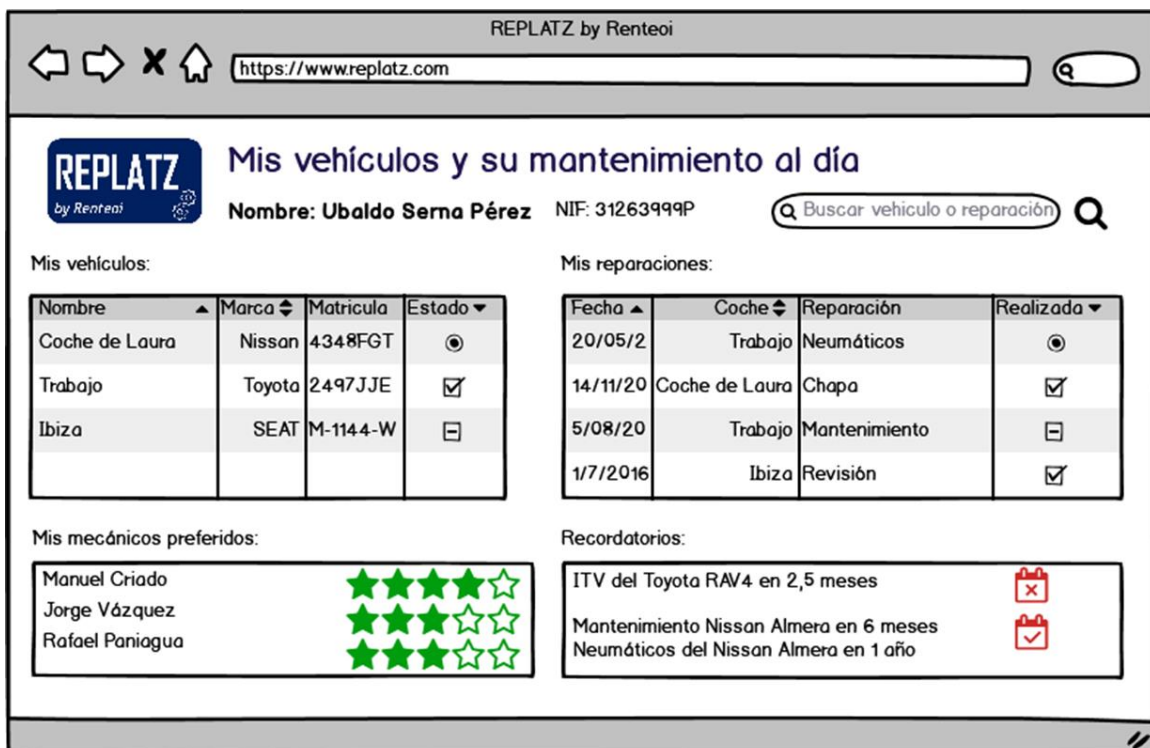 REPLATZ by Renteoi
https://www.replatz.com
REPLATZ
by Renteoi
Mis vehículos y su mantenimiento al día
Nombre: Ubaldo Serna Pérez NIF: 31263999P
Buscar vehiculo o reparación
Mis vehículos:
Nombre Marca Matricula Estado
Coche de Laura Nissan 4348FGT
Trabajo Toyota 2497JJE
Ibiza SEAT M-1144-W
Mis reparaciones:
Fecha Coche Reparación Realizada
20/05/2 Trabajo Neumáticos
14/11/20 Coche de Laura Chapa
5/08/20 Trabajo Mantenimiento
1/7/2016 Ibiza Revisión
Mis mecánicos preferidos:
Manuel Criado
Jorge Vázquez
Rafael Paniagua
Recordatorios:
ITV del Toyota RAV4 en 2,5 meses
Mantenimiento Nissan Almera en 6 meses
Neumáticos del Nissan Almera en 1 año